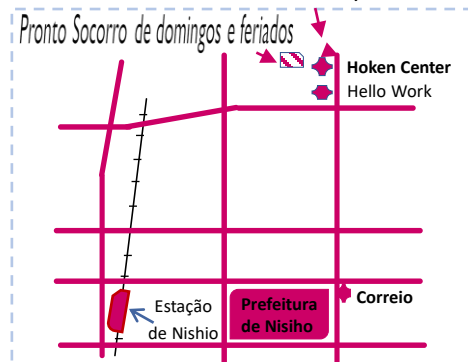 Pronto Socorro de domingos e feriados
Hoken Center
Hello Work
Estação
de Nishio
Prefeitura
de Nisiho
Correio